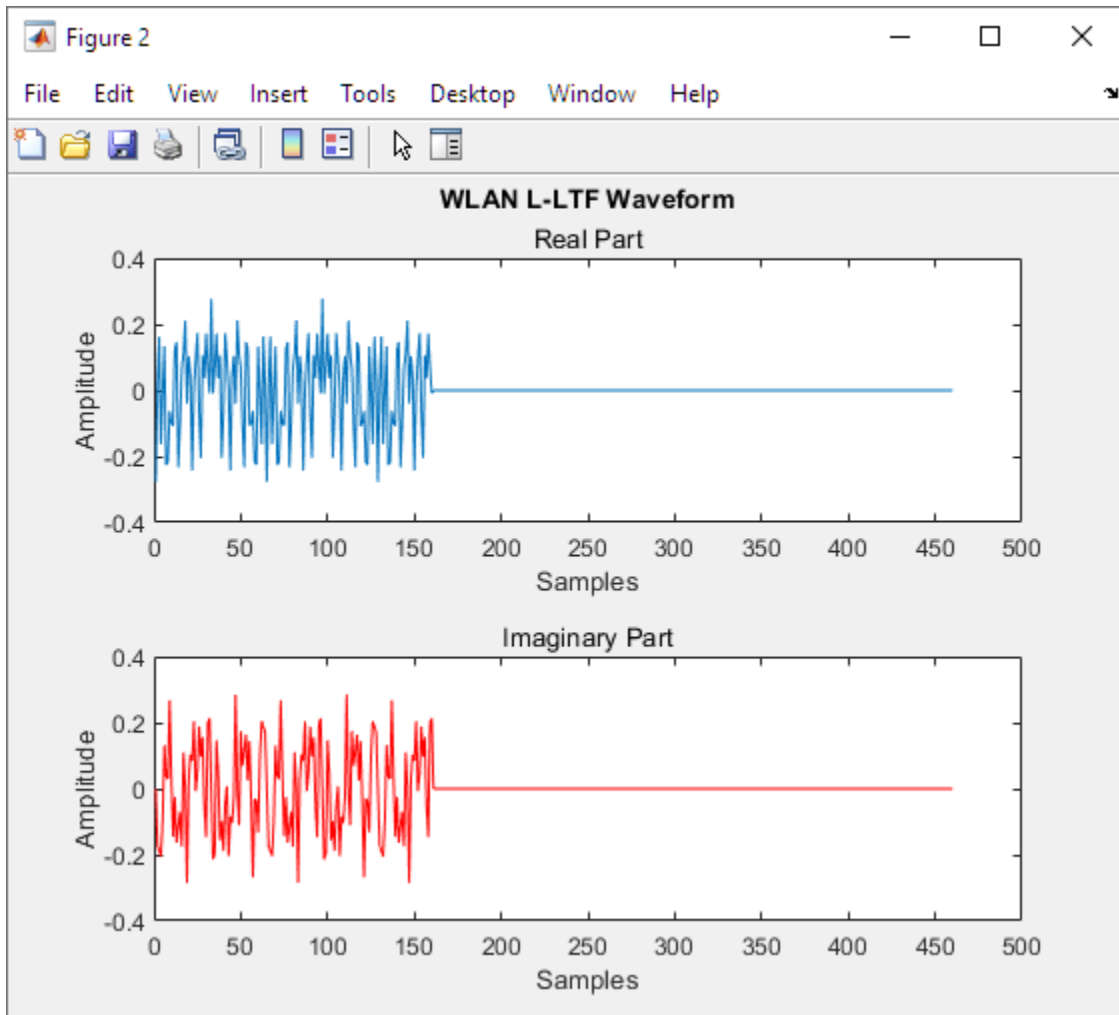 Figure 2
File Edit View Insert Tools Desktop Window Help
WLAN L-LTF Waveform
Real Part
0.4
0.2
0
-0.2
-0.4
Amplitude
0 50 100 150 200 250 300 350 400 450 500
Samples
Imaginary Part
0.4
0.2
0
-0.2
-0.4
Amplitude
0 50 100 150 200 250 300 350 400 450 500
Samples